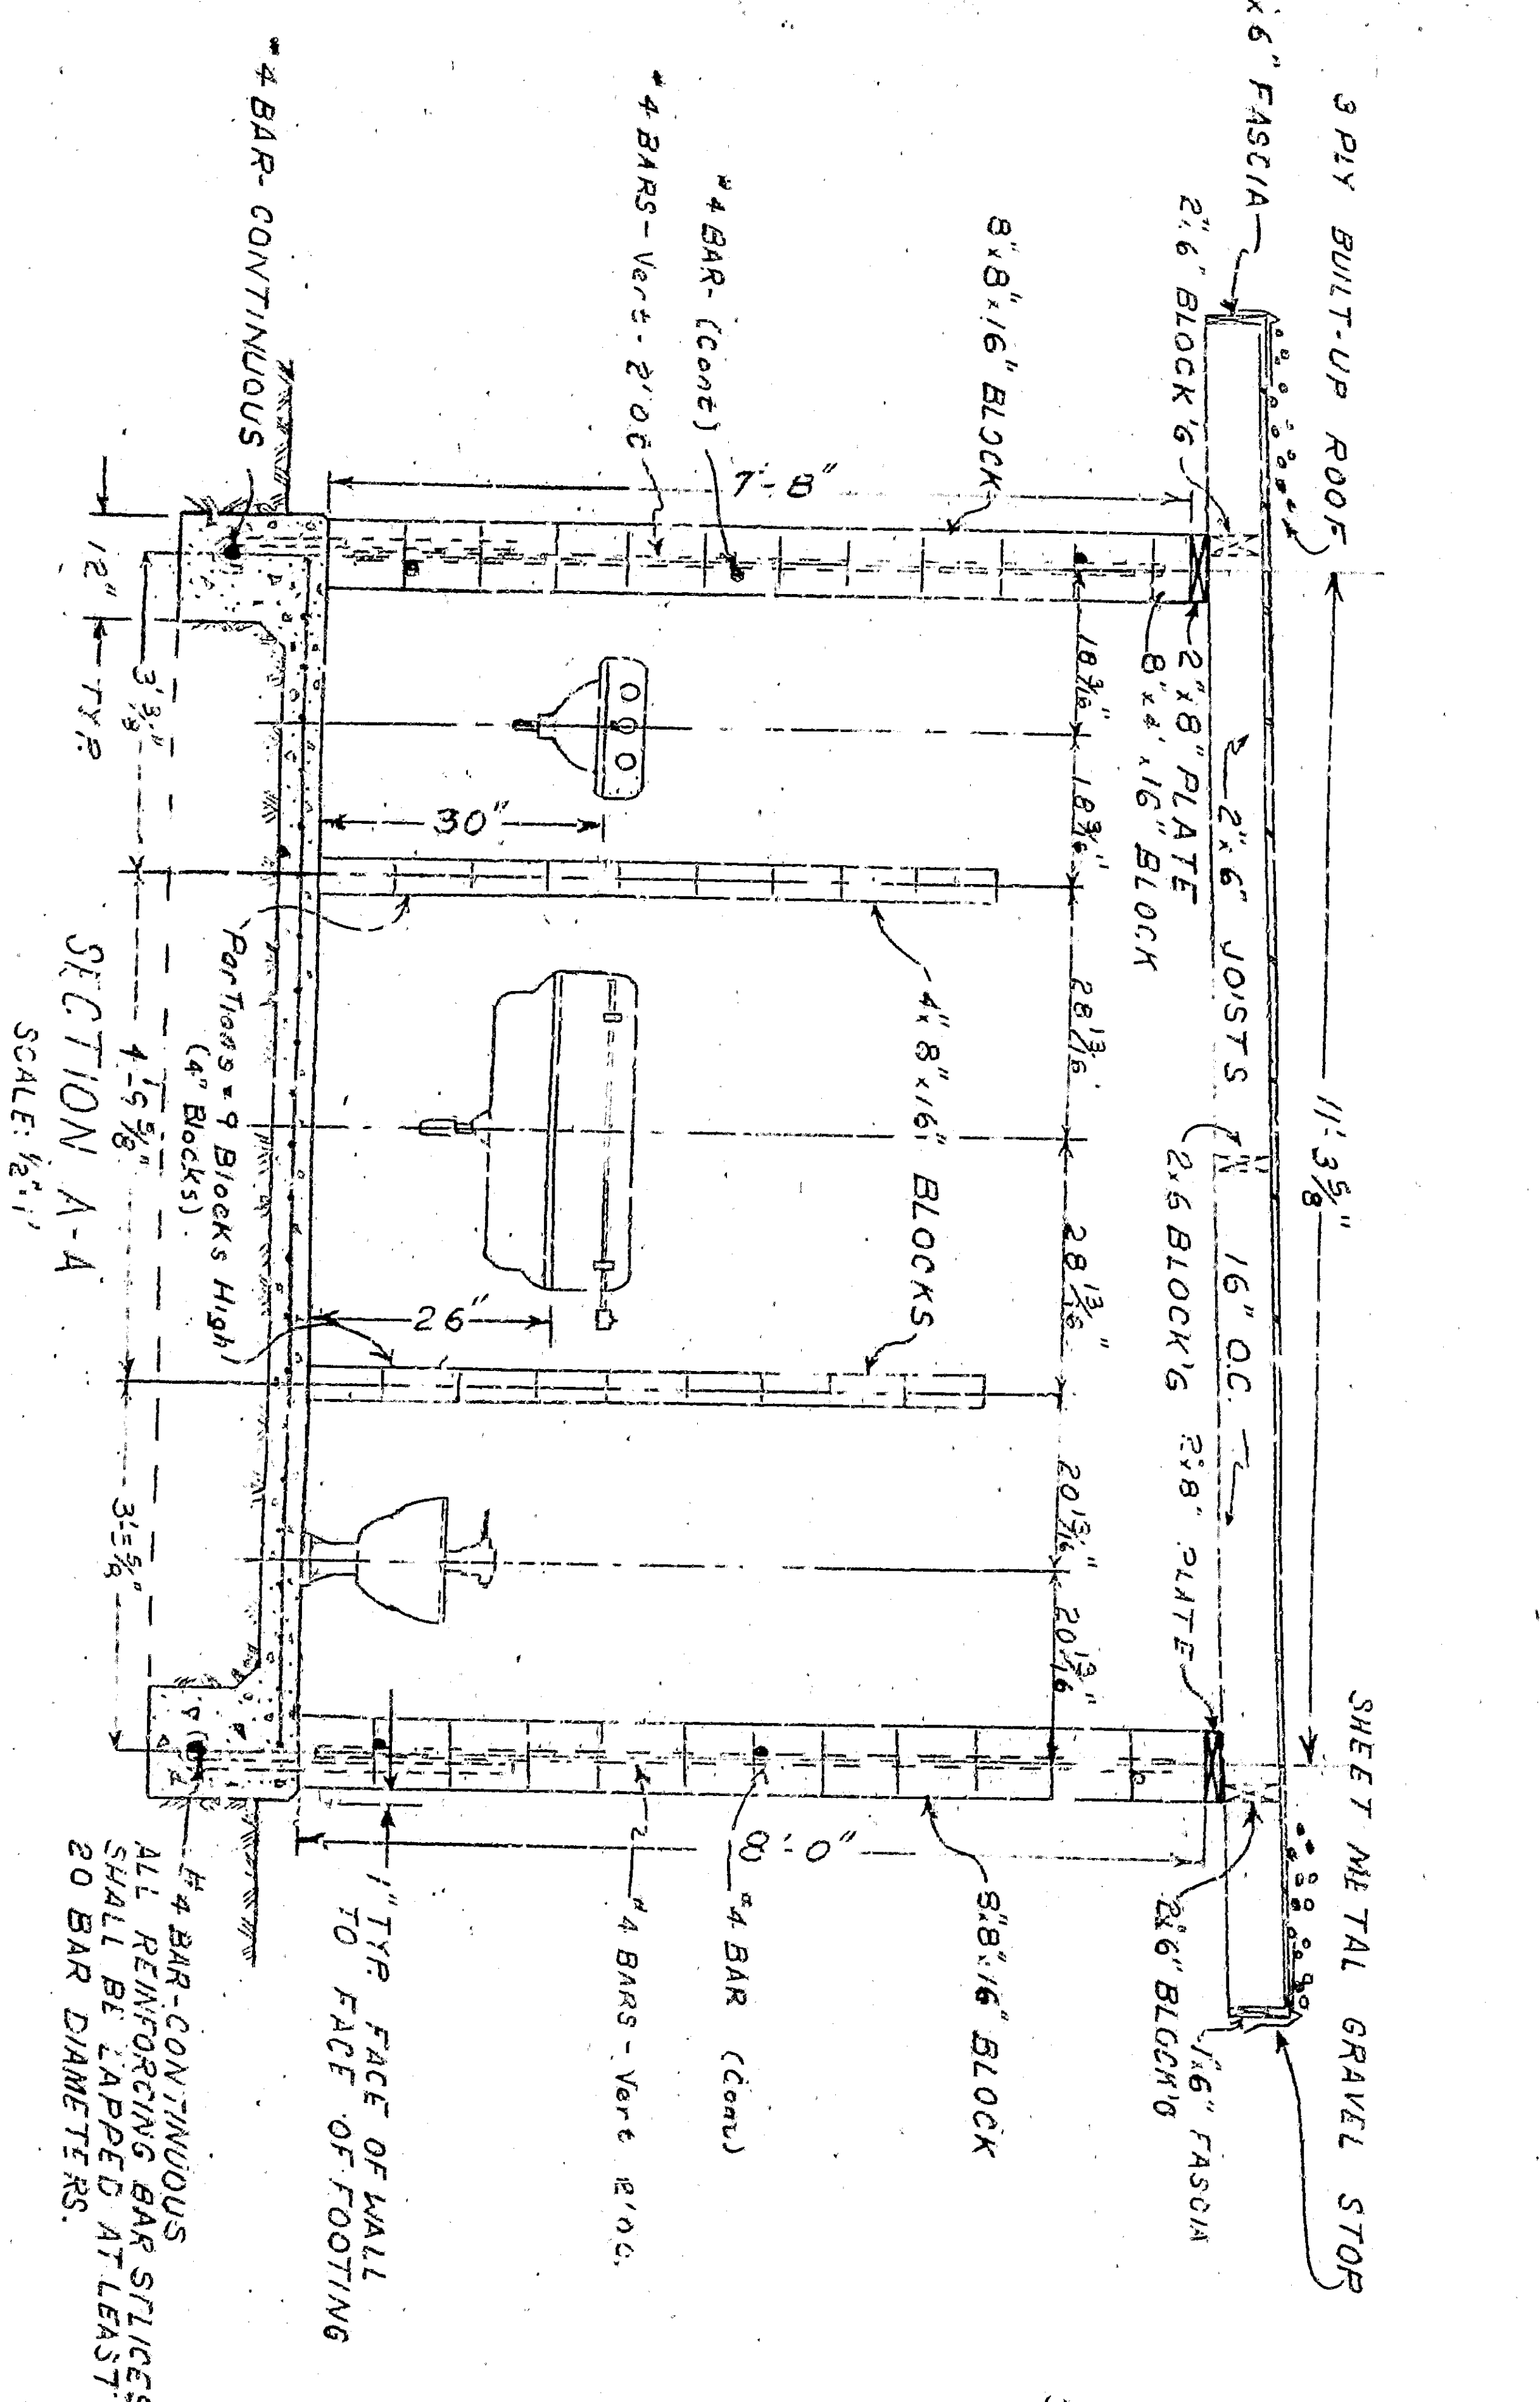 3 PLY BUILT-UP ROOF
SHEET METAL GRAVEL STOP
11'-3 5/8"
x6" FASCIA
2"x6" BLOCK'G
2"x6" JOISTS 16" O.C.
2"x8" PLATE
8"x4"x16" BLOCK
2x6 BLOCK'G 2"x8" PLATE
1x6" FASCIA
2x6" BLOCK'G
8"x8"x16" BLOCK
7'-8"
18 3/16"
18 3/16"
28 13/16"
28 13/16"
20 13/16"
20 13/16"
8"x8"x16" BLOCK
4"x8"x16" BLOCKS
#4 BAR-(Cont)
#4 BARS-Vert-2'OC
8'-0"
#4 BAR (Cont)
#4 BARS-Vert 2'OC.
30"
26"
1" TYP. FACE OF WALL
TO FACE OF FOOTING
#4 BAR-CONTINUOUS
Partions = 9 Blocks High
(4" Blocks).
12" TYP.
3' 3/8"
4'-9 5/8"
3'-5 5/8"
#4 BAR-CONTINUOUS
ALL REINFORCING BAR SPLICES
SHALL BE LAPPED AT LEAST
20 BAR DIAMETERS.
SECTION A-A
SCALE: 1/2"=1'